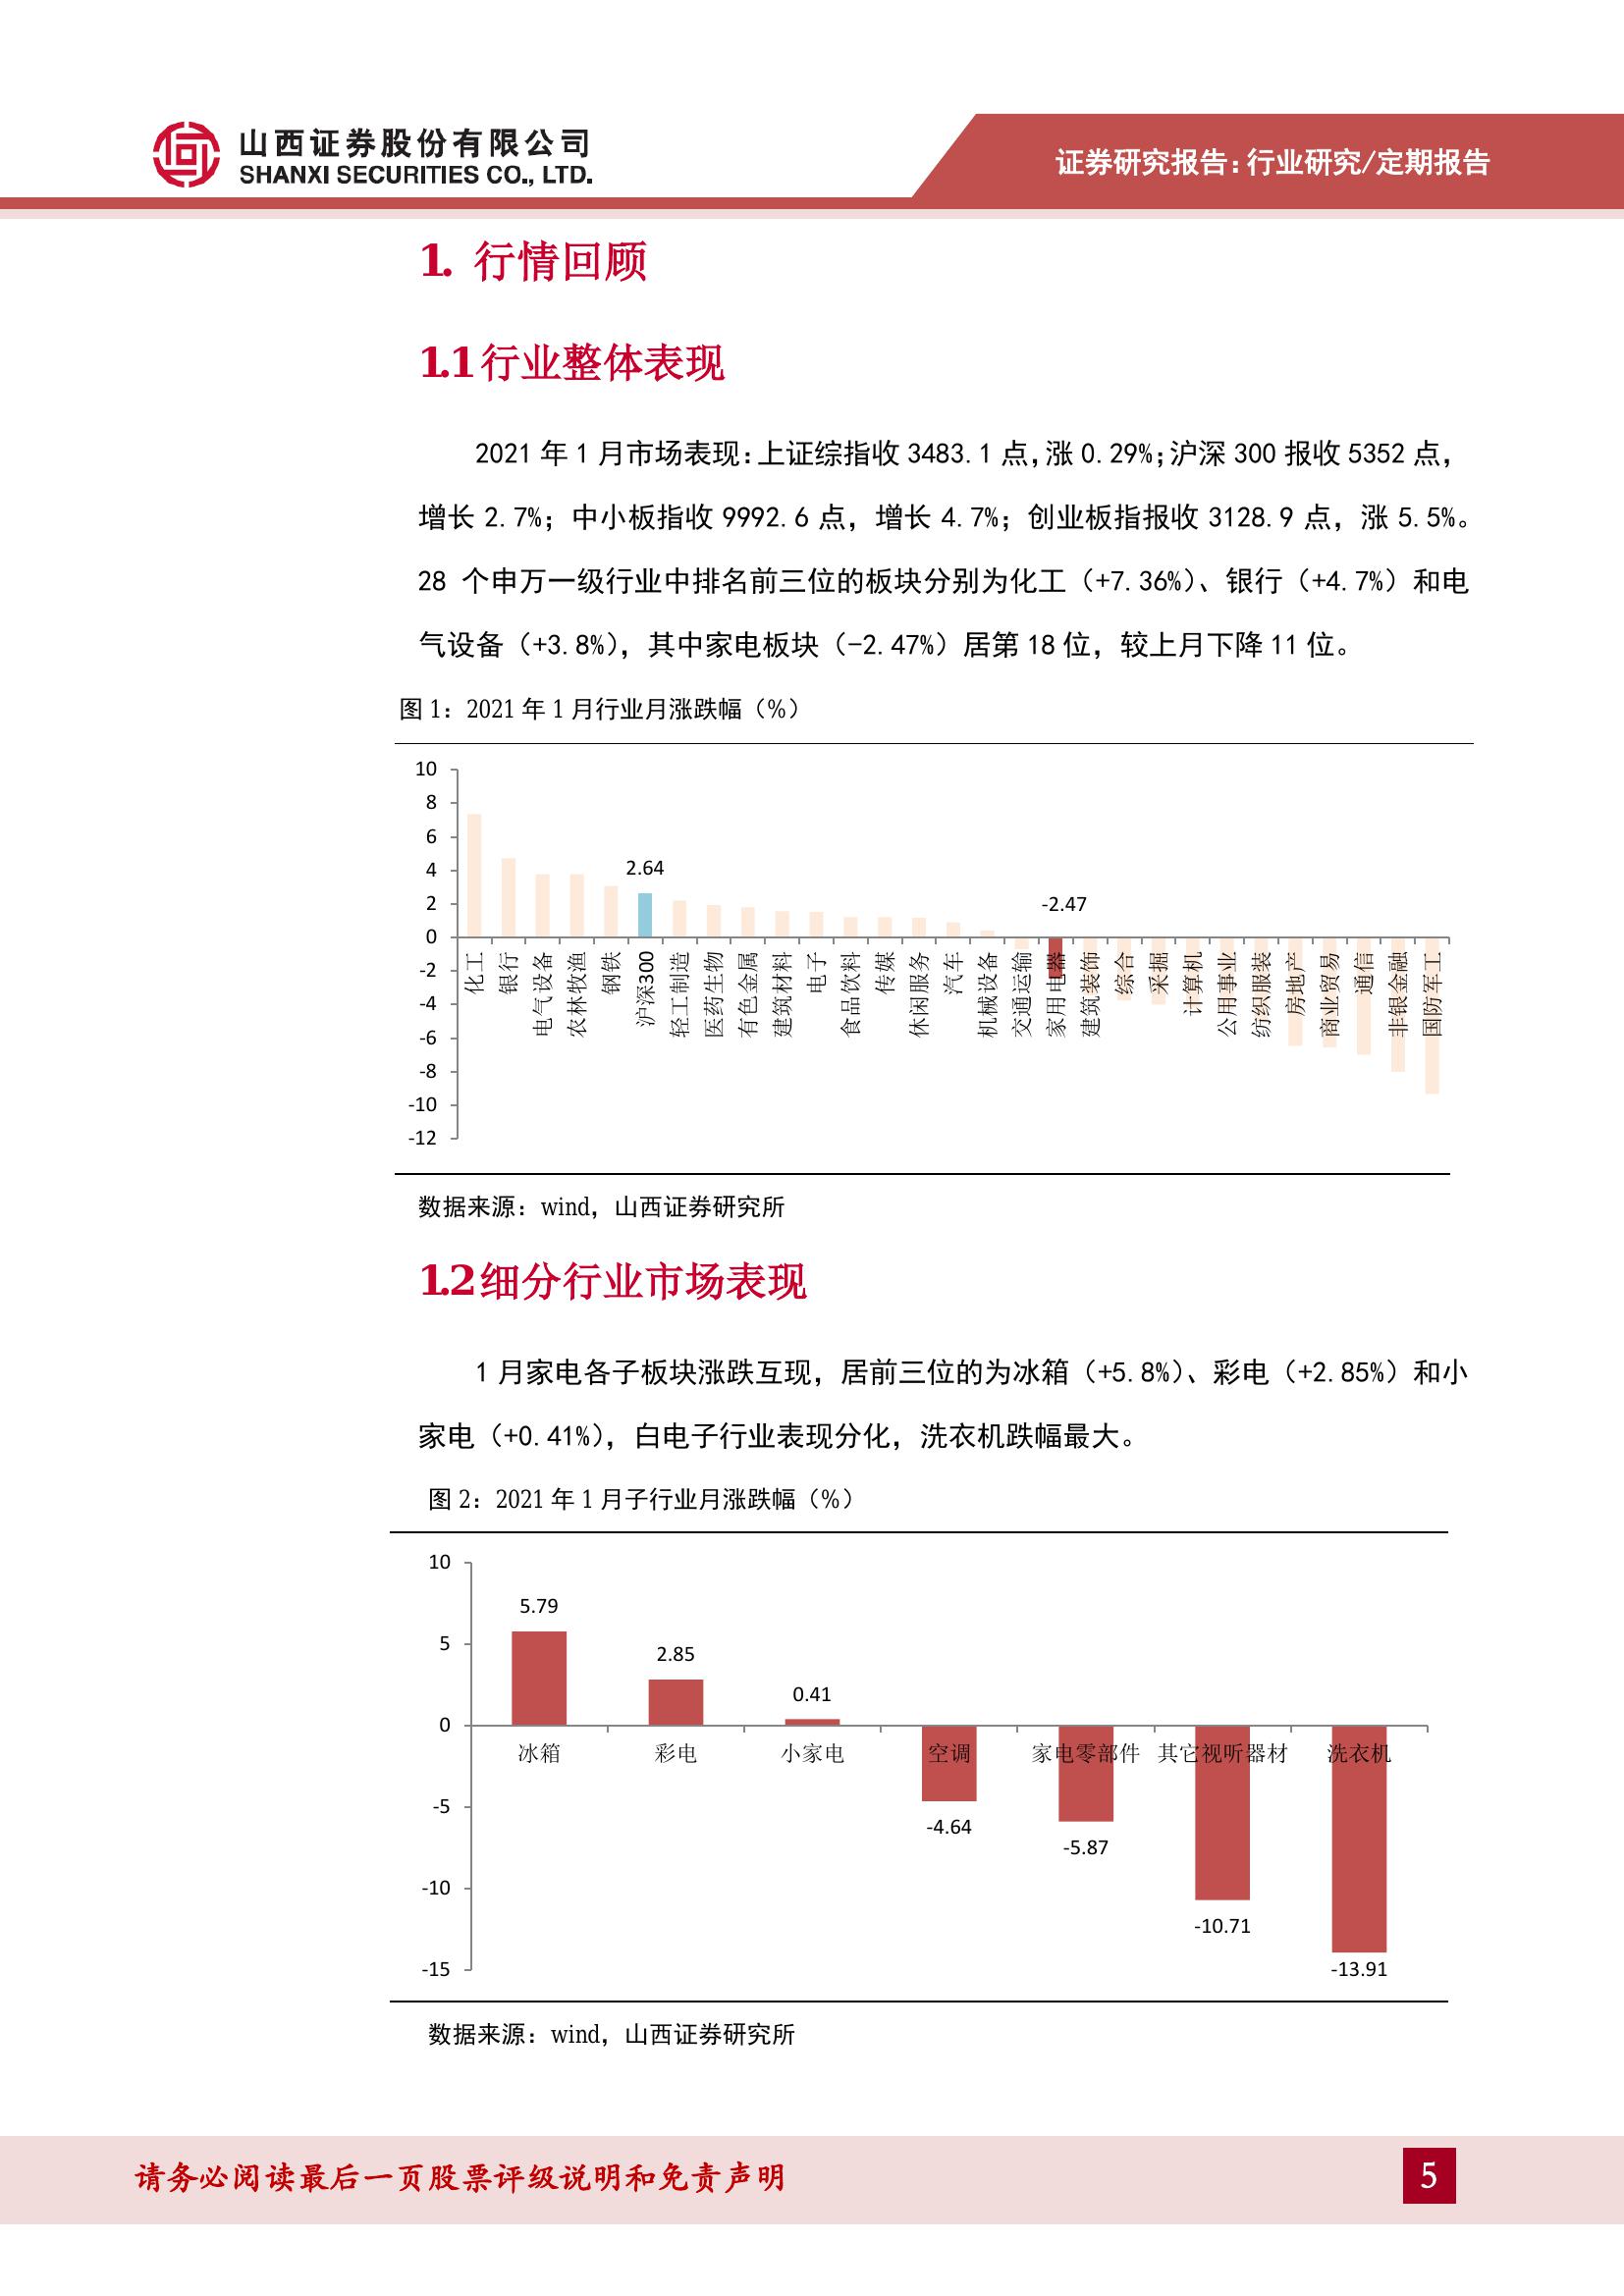 山西证券股份有限公司
SHANXI SECURITIES CO., LTD.
证券研究报告：行业研究/定期报告
1. 行情回顾
1.1 行业整体表现
2021 年 1 月市场表现：上证综指收 3483.1 点，涨 0.29%；沪深 300 报收 5352 点，
增长 2.7%；中小板指收 9992.6 点，增长 4.7%；创业板指报收 3128.9 点，涨 5.5%。
28 个申万一级行业中排名前三位的板块分别为化工（+7.36%）、银行（+4.7%）和电
气设备（+3.8%），其中家电板块（-2.47%）居第 18 位，较上月下降 11 位。
图 1：2021 年 1 月行业月涨跌幅（%）
10
8
6
4
2
0
-2
-4
-6
-8
-10
-12
2.64
-2.47
化工
银行
电气设备
农林牧渔
钢铁
沪深300
轻工制造
医药生物
有色金属
建筑材料
电子
食品饮料
传媒
休闲服务
汽车
机械设备
交通运输
家用电器
建筑装饰
综合
采掘
计算机
公用事业
纺织服装
房地产
商业贸易
通信
非银金融
国防军工
数据来源：wind，山西证券研究所
1.2 细分行业市场表现
1 月家电各子板块涨跌互现，居前三位的为冰箱（+5.8%）、彩电（+2.85%）和小
家电（+0.41%），白电子行业表现分化，洗衣机跌幅最大。
图 2：2021 年 1 月子行业月涨跌幅（%）
10
5
0
-5
-10
-15
5.79
2.85
0.41
-4.64
-5.87
-10.71
-13.91
冰箱
彩电
小家电
空调
家电零部件
其它视听器材
洗衣机
数据来源：wind，山西证券研究所
请务必阅读最后一页股票评级说明和免责声明
5